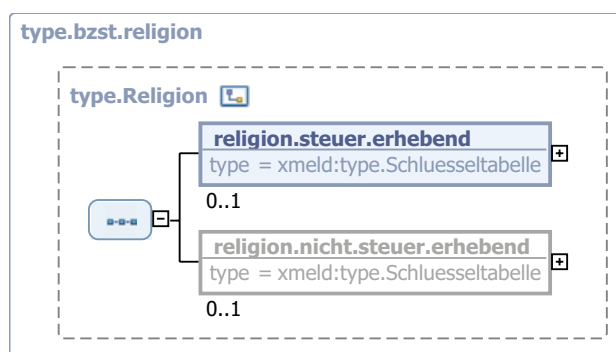 type.bzst.religion
type.Religion
religion.steuer.erhebend
type = xmeld:type.Schluesseltabelle
0..1
religion.nicht.steuer.erhebend
type = xmeld:type.Schluesseltabelle
0..1